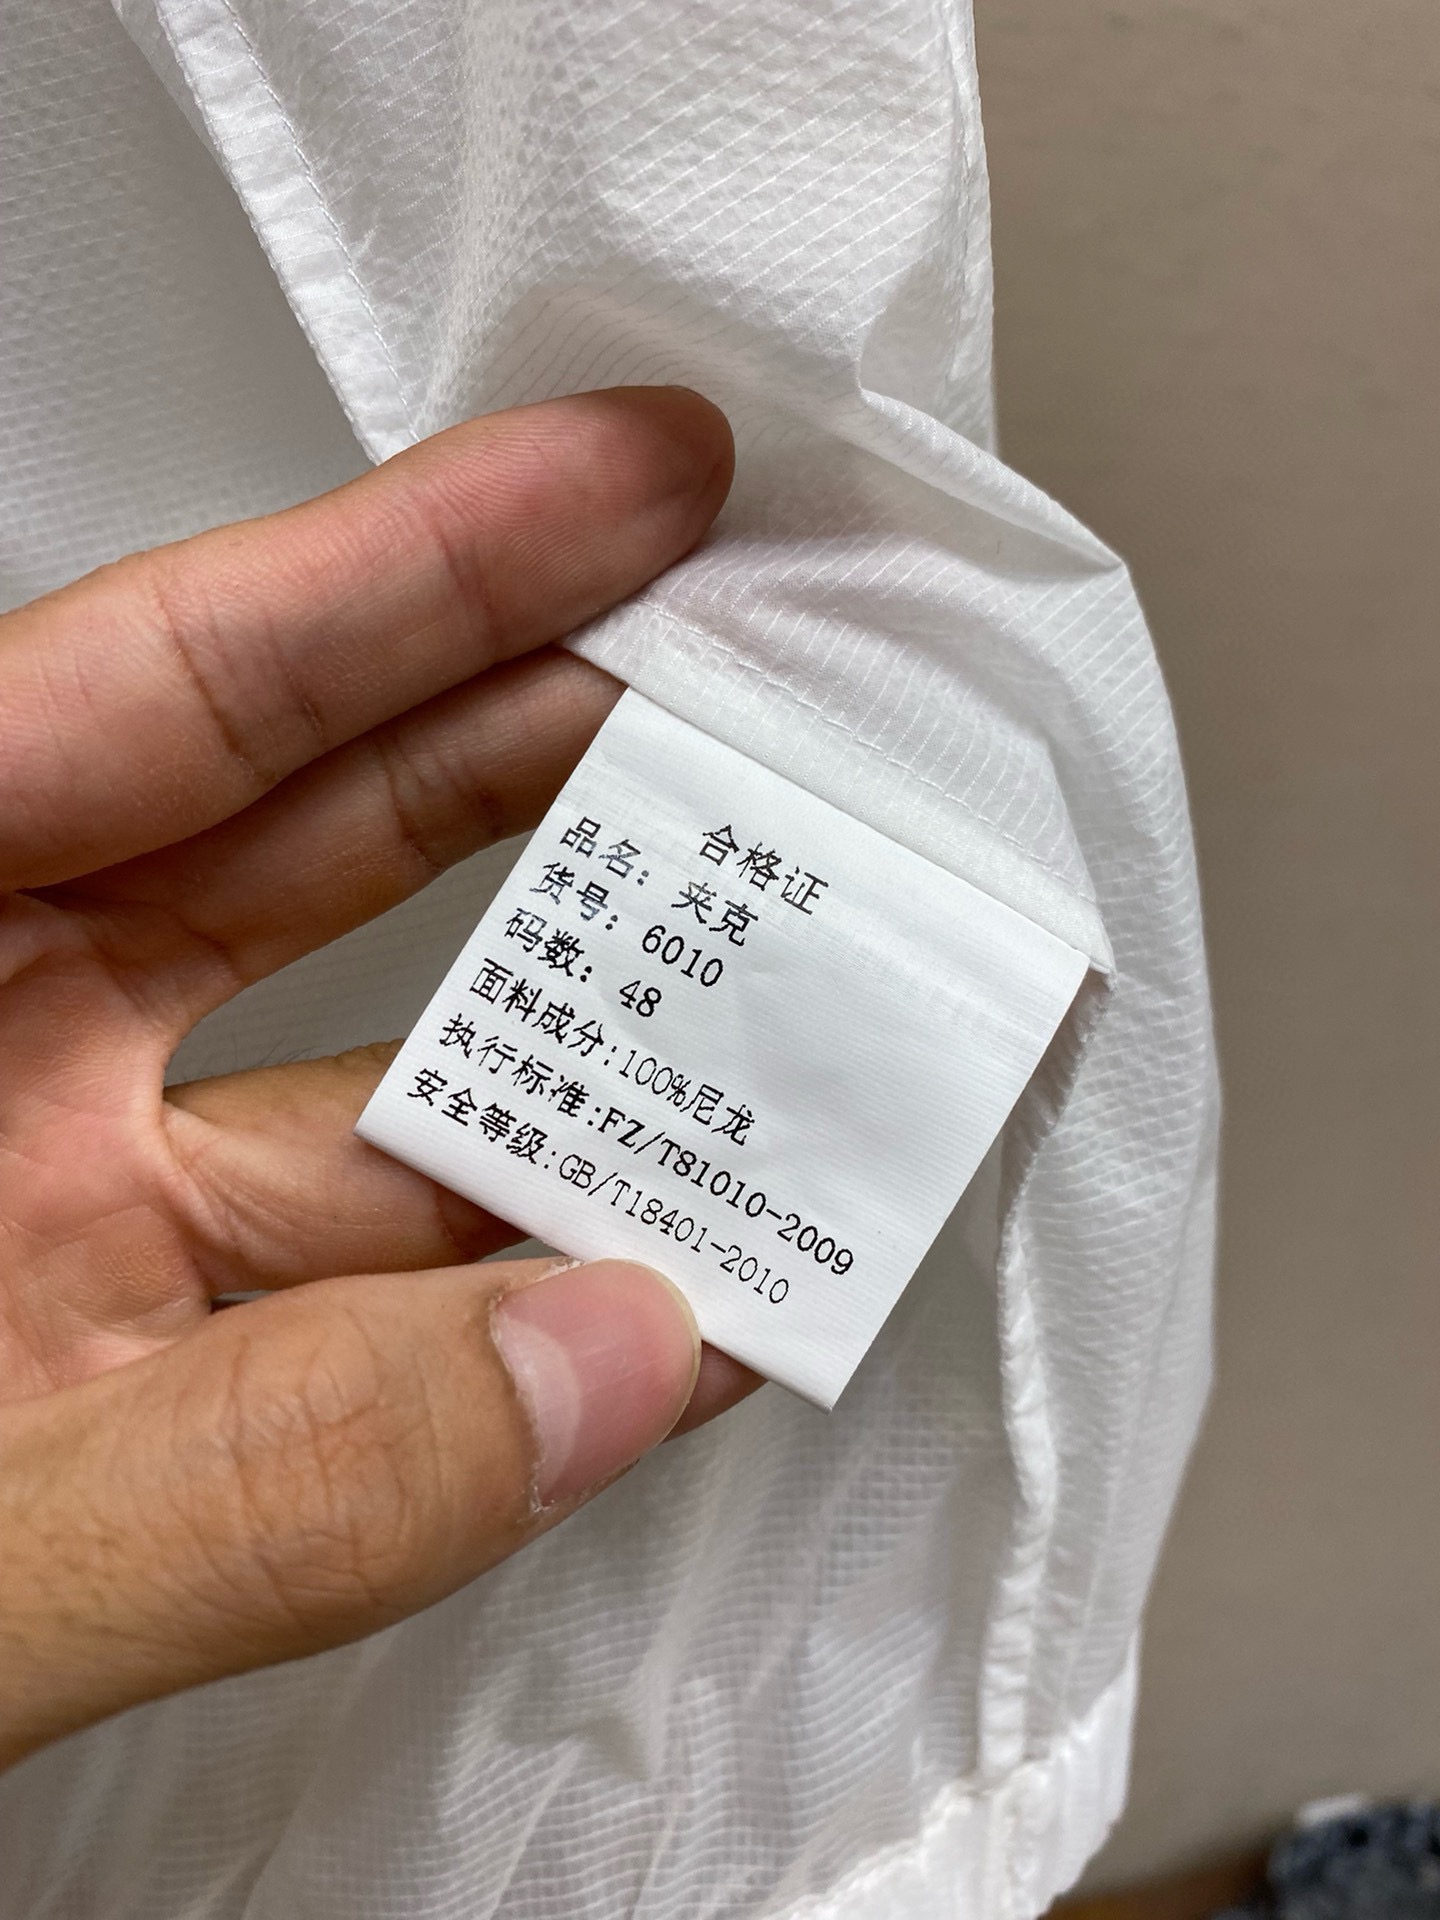 合格证
品名：夹克
货号：6010
码数：48
面料成分:100%尼龙
执行标准:FZ/T81010-2009
安全等级:GB/T18401-2010